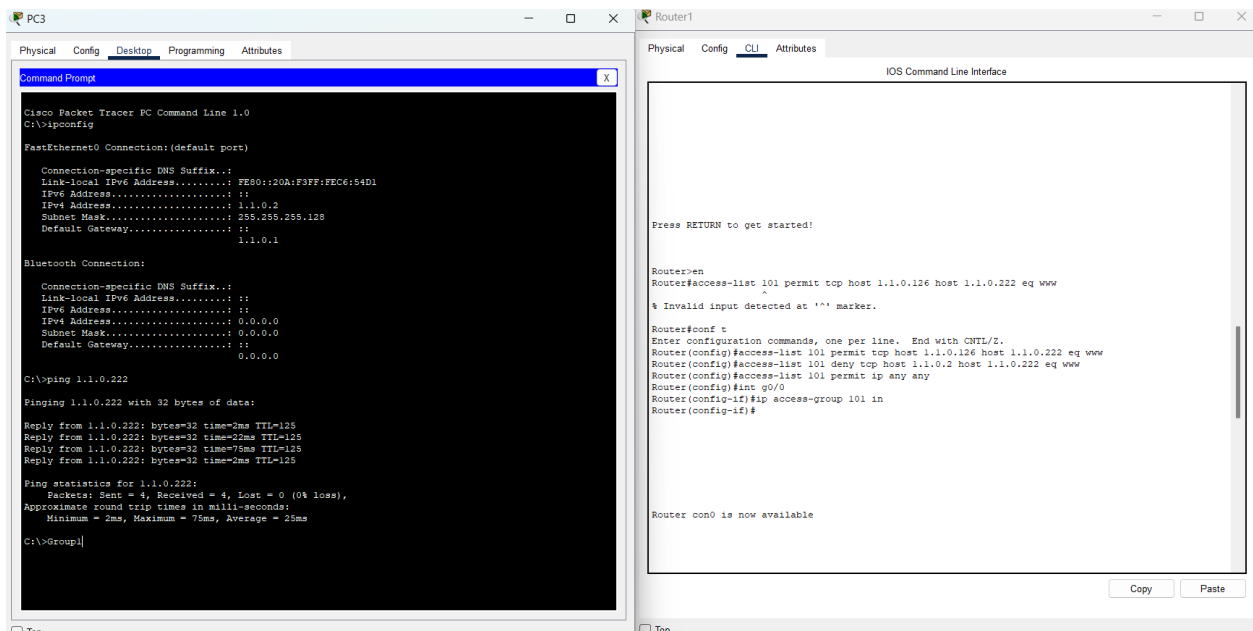 PC3
Physical Config Desktop Programming Attributes
Command Prompt
X
Cisco Packet Tracer PC Command Line 1.0
C:\>ipconfig
FastEthernet0 Connection:(default port)
Connection-specific DNS Suffix..:
Link-local IPv6 Address.........: FE80::20A:F3FF:FEC6:54D1
IPv6 Address....................: ::
IPv4 Address....................: 1.1.0.2
Subnet Mask.....................: 255.255.255.128
Default Gateway.................: ::
1.1.0.1
Bluetooth Connection:
Connection-specific DNS Suffix..:
Link-local IPv6 Address.........: ::
IPv6 Address....................: ::
IPv4 Address....................: 0.0.0.0
Subnet Mask.....................: 0.0.0.0
Default Gateway.................: ::
0.0.0.0
C:\>ping 1.1.0.222
Pinging 1.1.0.222 with 32 bytes of data:
Reply from 1.1.0.222: bytes=32 time=2ms TTL=125
Reply from 1.1.0.222: bytes=32 time=22ms TTL=125
Reply from 1.1.0.222: bytes=32 time=75ms TTL=125
Reply from 1.1.0.222: bytes=32 time=2ms TTL=125
Ping statistics for 1.1.0.222:
Packets: Sent = 4, Received = 4, Lost = 0 (0% loss),
Approximate round trip times in milli-seconds:
Minimum = 2ms, Maximum = 75ms, Average = 25ms
C:\>Group1
Top
Router1
Physical Config CLI Attributes
IOS Command Line Interface
Press RETURN to get started!
Router>en
Router#access-list 101 permit tcp host 1.1.0.126 host 1.1.0.222 eq www
^
% Invalid input detected at '^' marker.
Router#conf t
Enter configuration commands, one per line. End with CNTL/Z.
Router(config)#access-list 101 permit tcp host 1.1.0.126 host 1.1.0.222 eq www
Router(config)#access-list 101 deny tcp host 1.1.0.2 host 1.1.0.222 eq www
Router(config)#access-list 101 permit ip any any
Router(config)#int g0/0
Router(config-if)#ip access-group 101 in
Router(config-if)#
Router con0 is now available
Copy Paste
Top